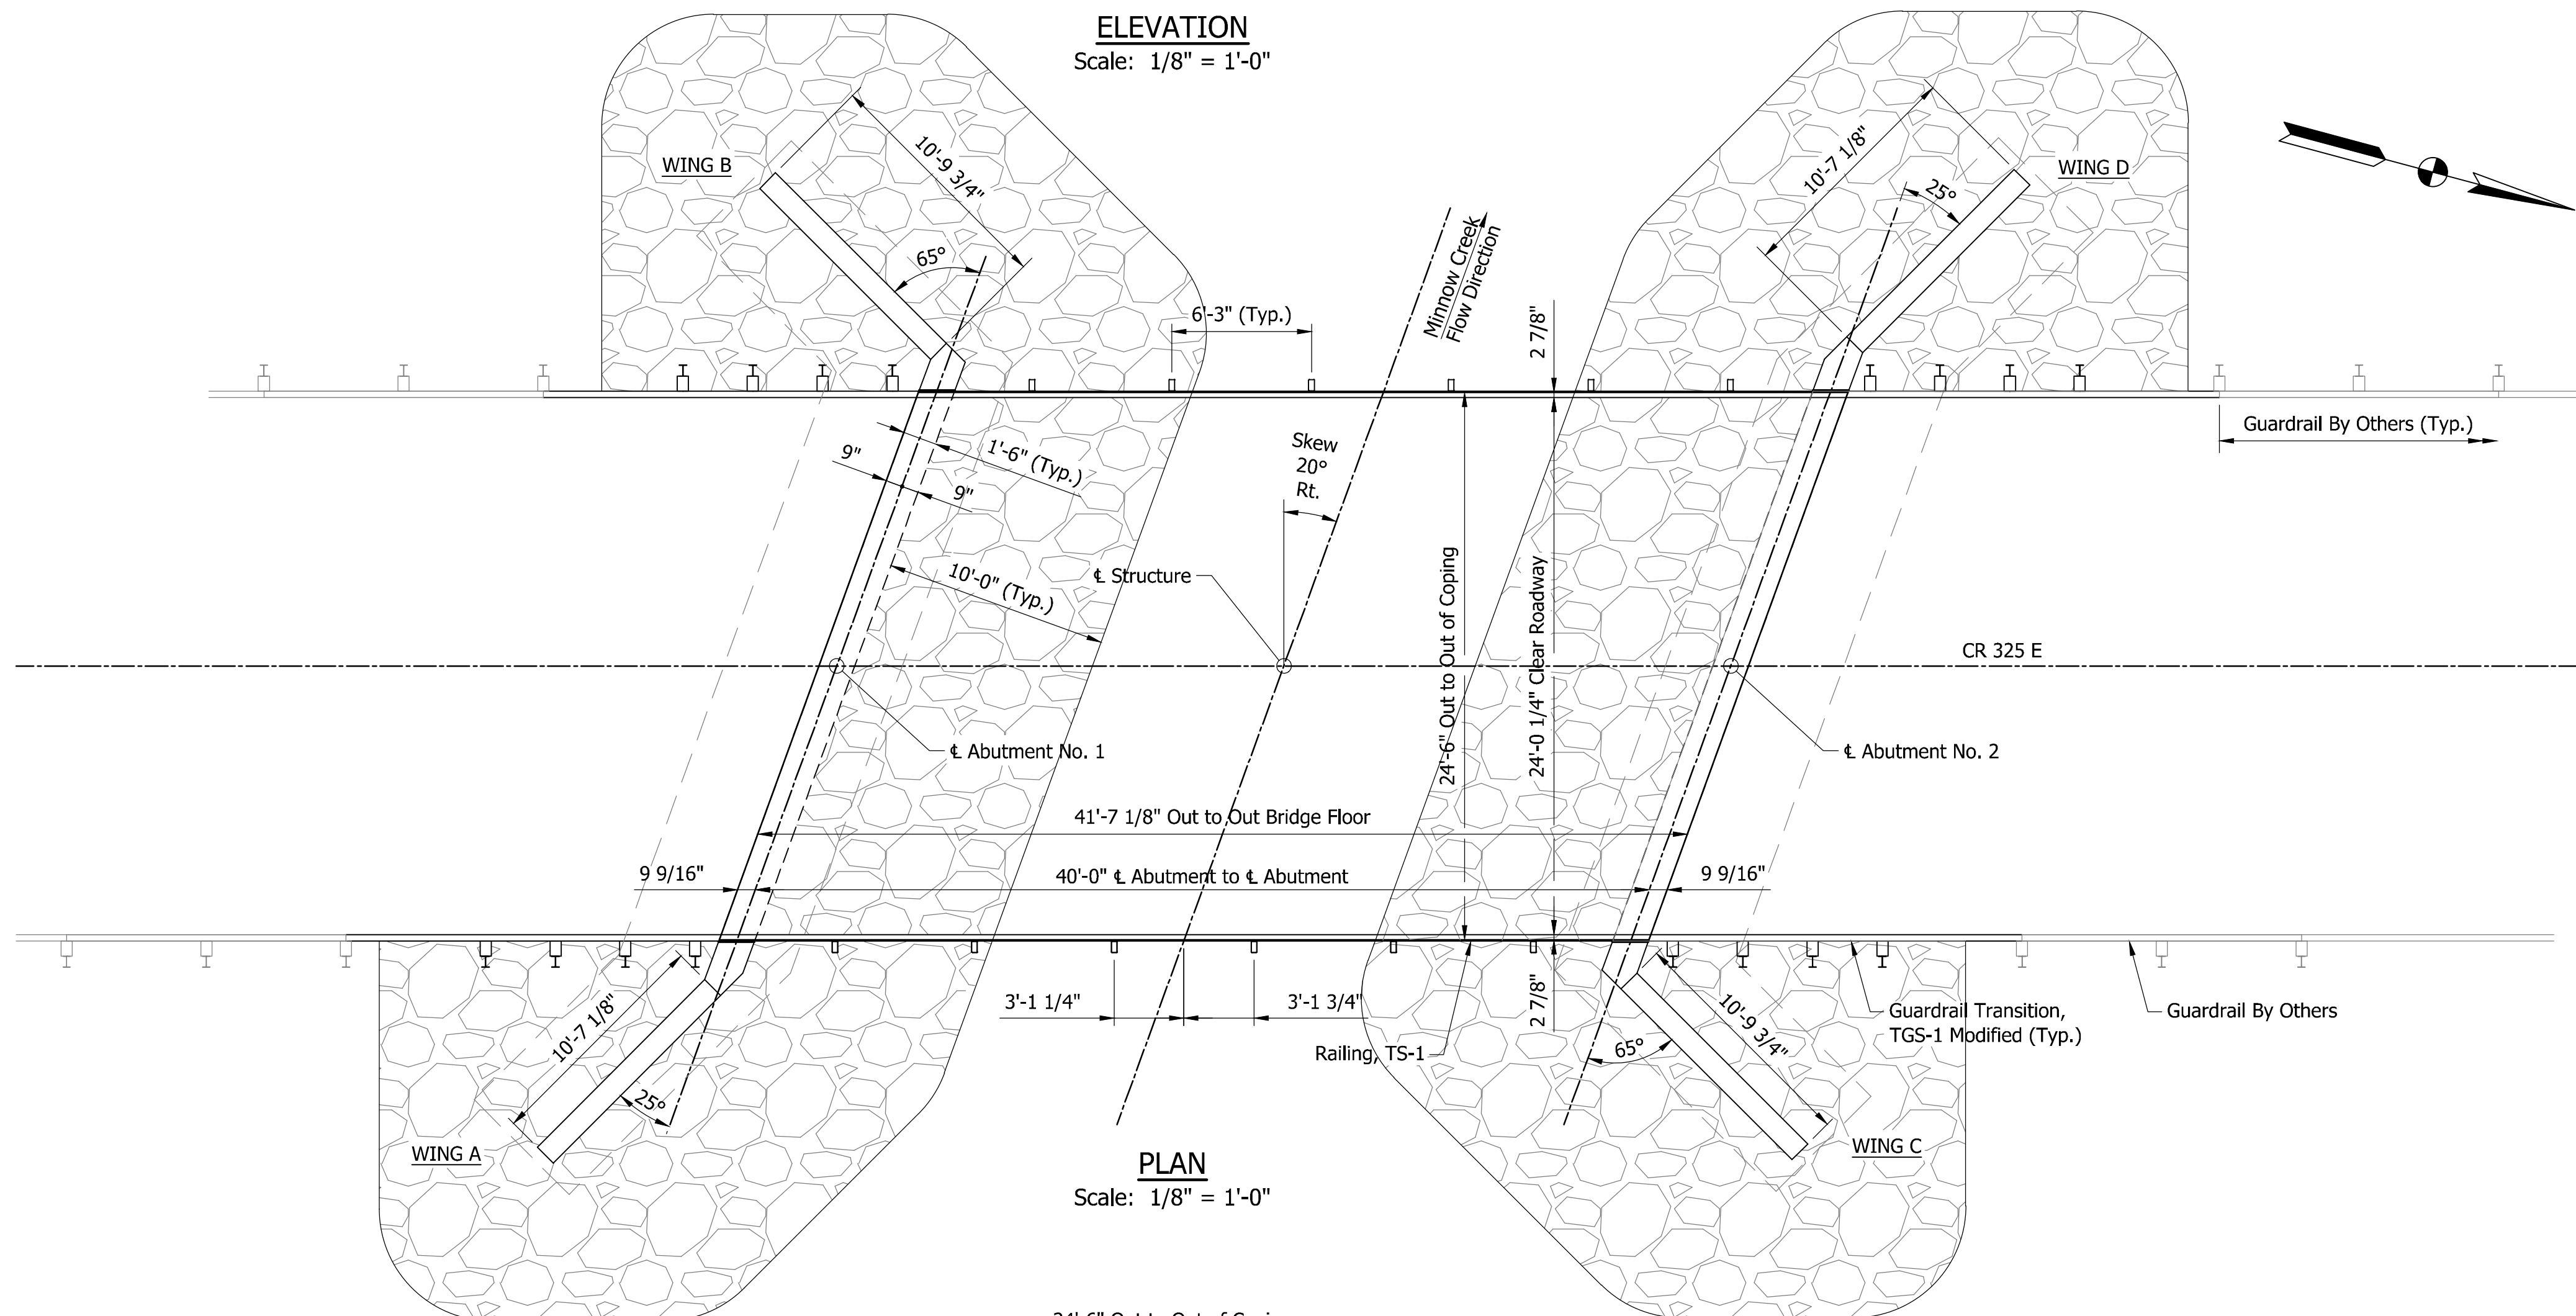 ELEVATION
Scale: 1/8" = 1'-0"
WING B
10'-9 3/4"
65°
10'-7 1/8"
25°
WING D
Minnow Creek
Flow Direction
6'-3" (Typ.)
2 7/8"
Guardrail By Others (Typ.)
1'-6" (Typ.)
9"
9"
Skew
20°
Rt.
10'-0" (Typ.)
℄ Structure
24'-6" Out to Out of Coping
24'-0 1/4" Clear Roadway
CR 325 E
℄ Abutment No. 1
℄ Abutment No. 2
41'-7 1/8" Out to Out Bridge Floor
9 9/16"
40'-0" ℄ Abutment to ℄ Abutment
9 9/16"
10'-7 1/8"
25°
WING A
3'-1 1/4"
3'-1 3/4"
2 7/8"
Railing, TS-1
65°
10'-9 3/4"
WING C
Guardrail Transition,
TGS-1 Modified (Typ.)
Guardrail By Others
PLAN
Scale: 1/8" = 1'-0"